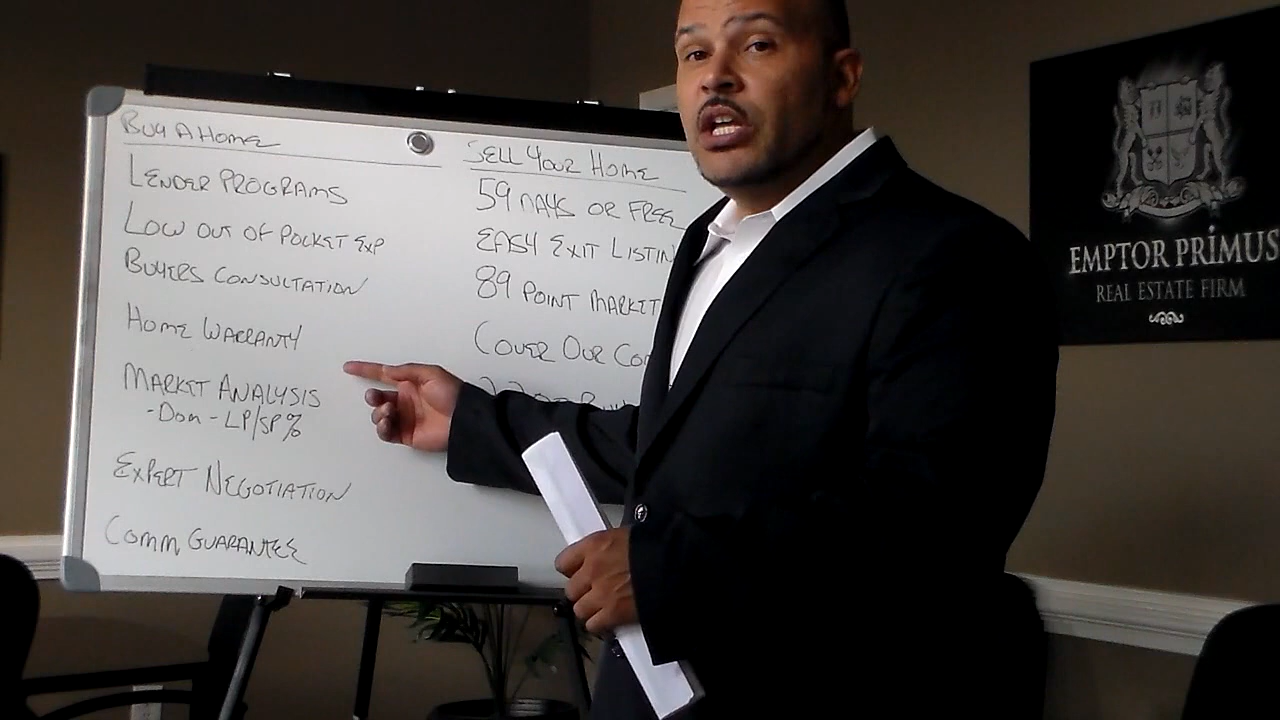 BUY A HOME
LENDER PROGRAMS
LOW OUT OF POCKET EXP
BUYERS CONSULTATION
HOME WARRANTY
MARKET ANALYSIS
-DOM - LP/SP%
EXPERT NEGOTIATION
COMM GUARANTEE
SELL YOUR HOME
59 DAYS OR FREE
EASY EXIT LISTIN
89 POINT MARKET
COVER OUR CO
EMPTOR PRIMUS
REAL ESTATE FIRM